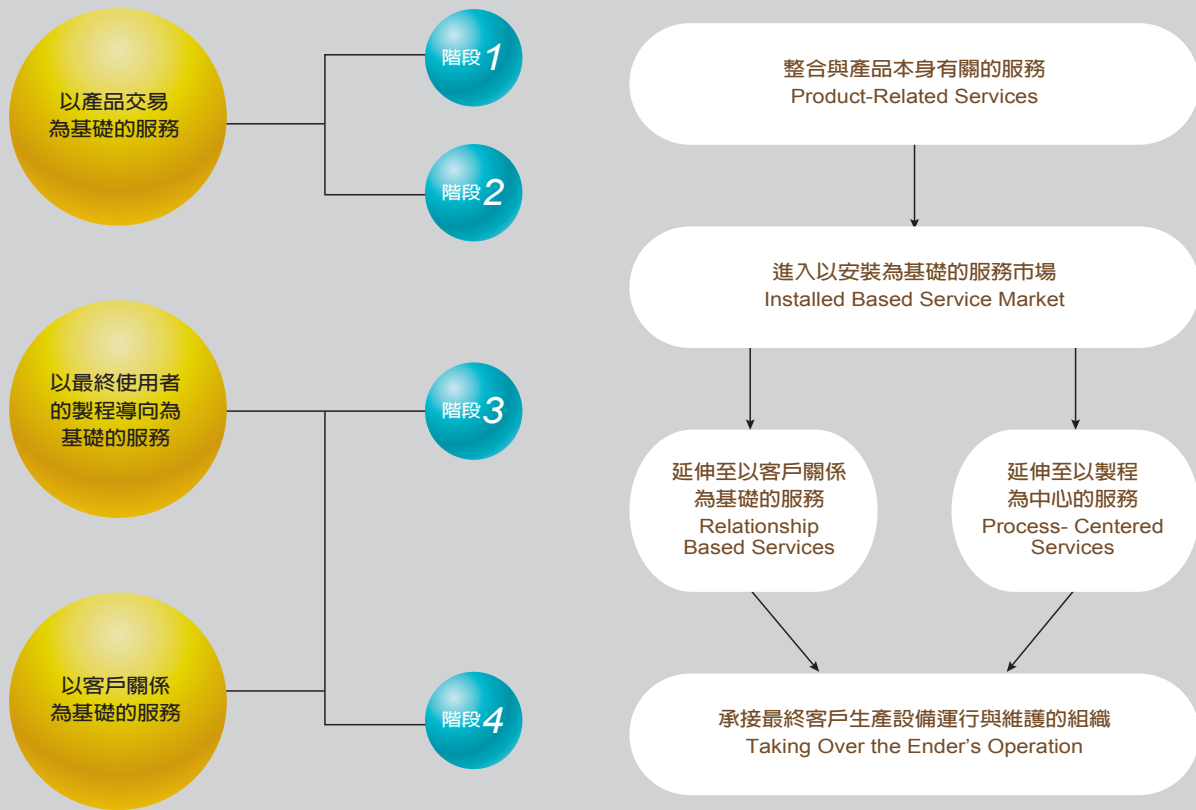 以產品交易
為基礎的服務
階段1
階段2
整合與產品本身有關的服務
Product-Related Services
進入以安裝為基礎的服務市場
Installed Based Service Market
以最終使用者
的製程導向為
基礎的服務
階段3
延伸至以客戶關係
為基礎的服務
Relationship
Based Services
延伸至以製程
為中心的服務
Process- Centered
Services
以客戶關係
為基礎的服務
階段4
承接最終客戶生產設備運行與維護的組織
Taking Over the Ender’s Operation